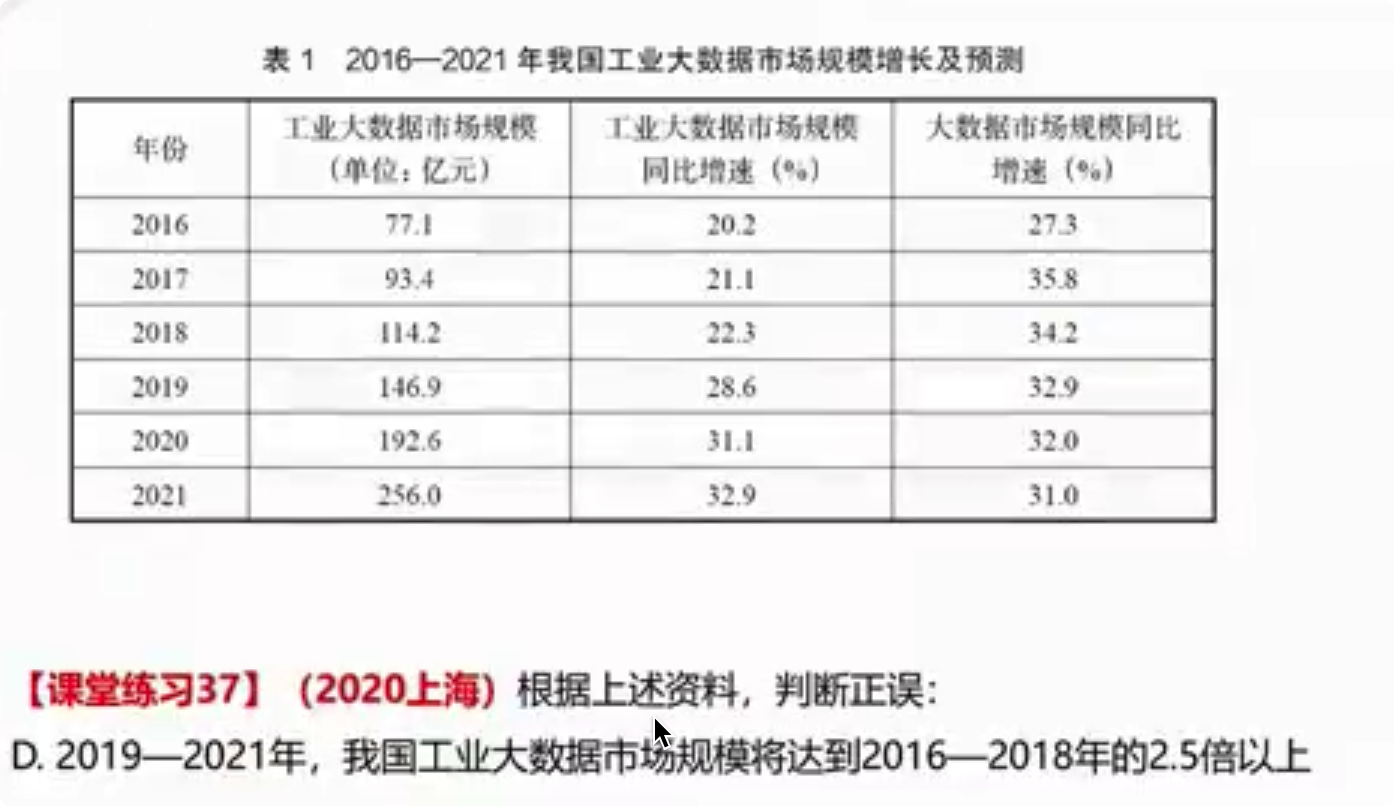 表 1 2016—2021 年我国工业大数据市场规模增长及预测
年份 工业大数据市场规模（单位：亿元） 工业大数据市场规模同比增速（%） 大数据市场规模同比增速（%）
2016 77.1 20.2 27.3
2017 93.4 21.1 35.8
2018 114.2 22.3 34.2
2019 146.9 28.6 32.9
2020 192.6 31.1 32.0
2021 256.0 32.9 31.0
【课堂练习37】（2020上海）根据上述资料，判断正误：
D. 2019—2021年，我国工业大数据市场规模将达到2016—2018年的2.5倍以上